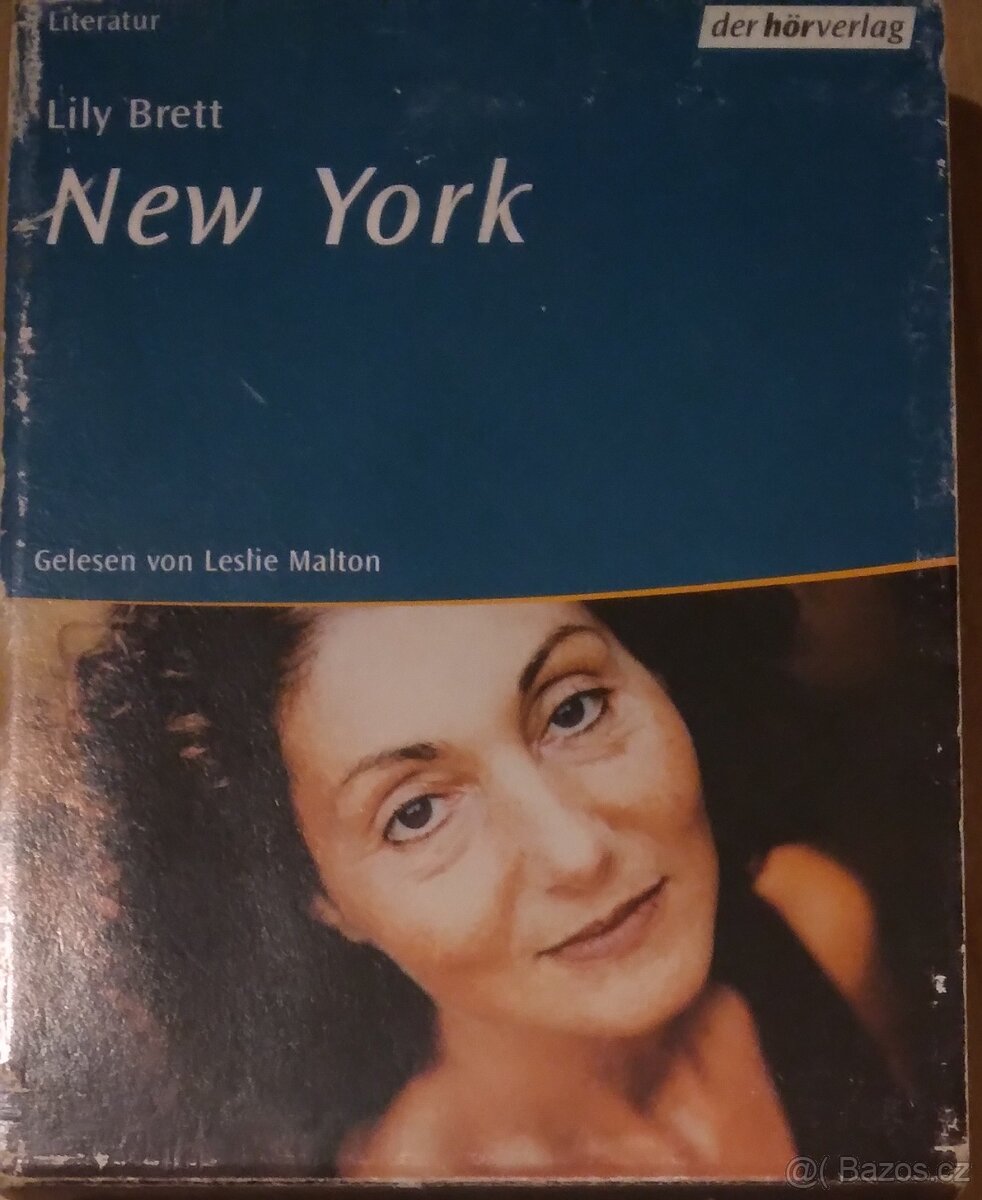 Literatur
der hörverlag
Lily Brett
New York
Gelesen von Leslie Malton
@( Bazos.cz